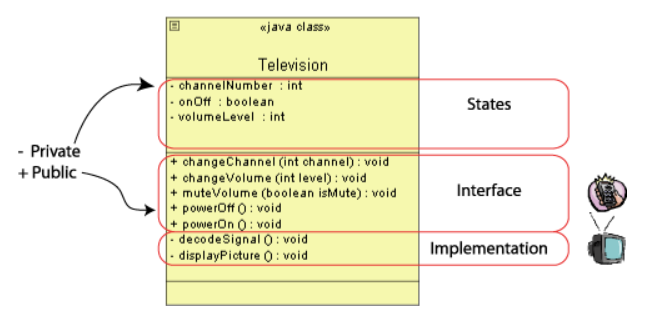 «java class»
Television
- channelNumber : int
- onOff : boolean
- volumeLevel : int
States
- Private
+ Public
+ changeChannel (int channel) : void
+ changeVolume (int level) : void
+ muteVolume (boolean isMute) : void
+ powerOff () : void
+ powerOn () : void
Interface
- decodeSignal () : void
- displayPicture () : void
Implementation